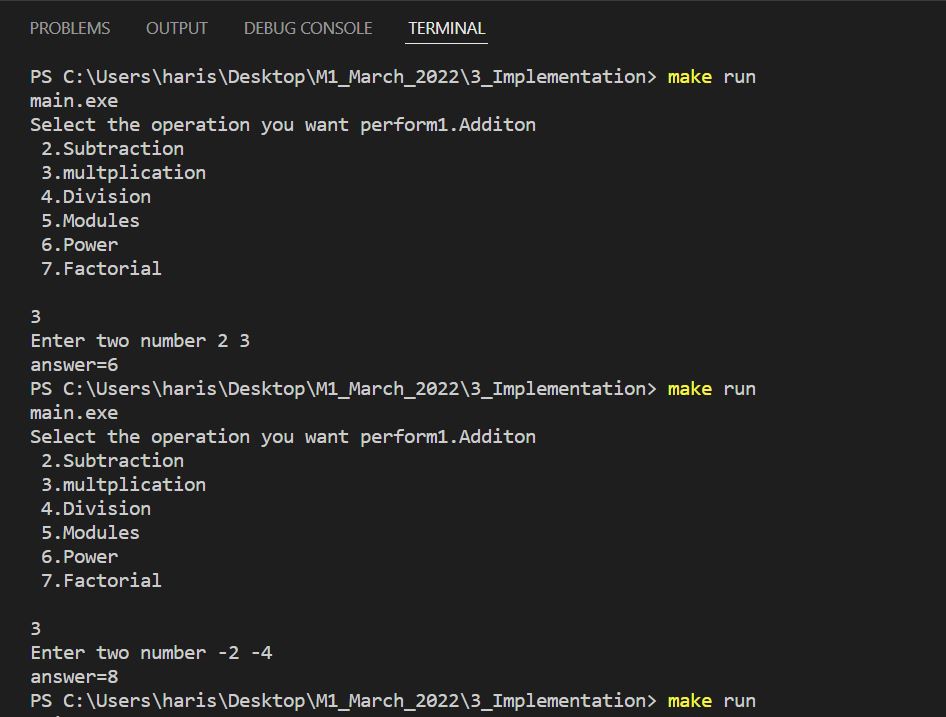 PROBLEMS OUTPUT DEBUG CONSOLE TERMINAL
PS C:\Users\haris\Desktop\M1_March_2022\3_Implementation> make run
main.exe
Select the operation you want perform1.Additon
2.Subtraction
3.multplication
4.Division
5.Modules
6.Power
7.Factorial
3
Enter two number 2 3
answer=6
PS C:\Users\haris\Desktop\M1_March_2022\3_Implementation> make run
main.exe
Select the operation you want perform1.Additon
2.Subtraction
3.multplication
4.Division
5.Modules
6.Power
7.Factorial
3
Enter two number -2 -4
answer=8
PS C:\Users\haris\Desktop\M1_March_2022\3_Implementation> make run